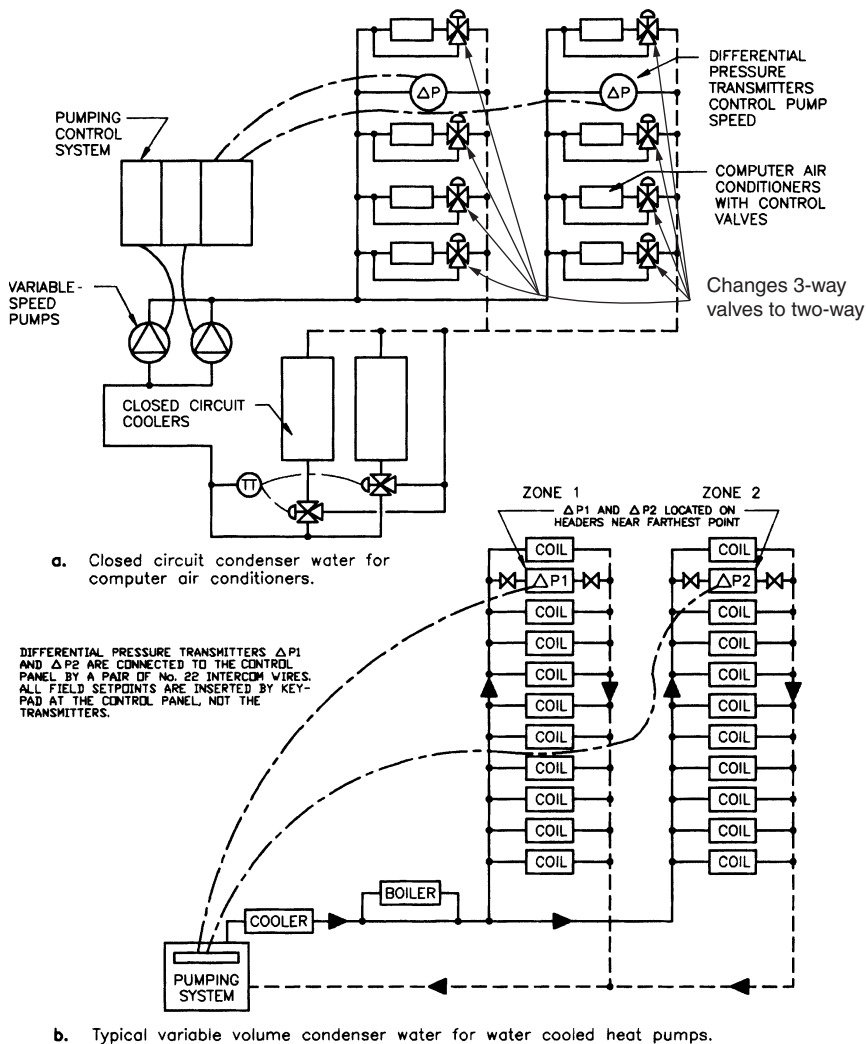 DIFFERENTIAL
PRESSURE
TRANSMITTERS
CONTROL PUMP
SPEED
ΔP
ΔP
PUMPING
CONTROL
SYSTEM
COMPUTER AIR
CONDITIONERS
WITH CONTROL
VALVES
Changes 3-way
valves to two-way
VARIABLE-
SPEED
PUMPS
CLOSED CIRCUIT
COOLERS
TT
a. Closed circuit condenser water for
computer air conditioners.
ZONE 1
ZONE 2
ΔP1 AND ΔP2 LOCATED ON
HEADERS NEAR FARTHEST POINT
COIL
ΔP1
COIL
COIL
COIL
COIL
COIL
COIL
COIL
COIL
COIL
COIL
ΔP2
COIL
COIL
COIL
COIL
COIL
COIL
COIL
COIL
COIL
DIFFERENTIAL PRESSURE TRANSMITTERS ΔP1
AND ΔP2 ARE CONNECTED TO THE CONTROL
PANEL BY A PAIR OF No. 22 INTERCOM WIRES.
ALL FIELD SETPOINTS ARE INSERTED BY KEY-
PAD AT THE CONTROL PANEL, NOT THE
TRANSMITTERS.
BOILER
COOLER
PUMPING
SYSTEM
b. Typical variable volume condenser water for water cooled heat pumps.